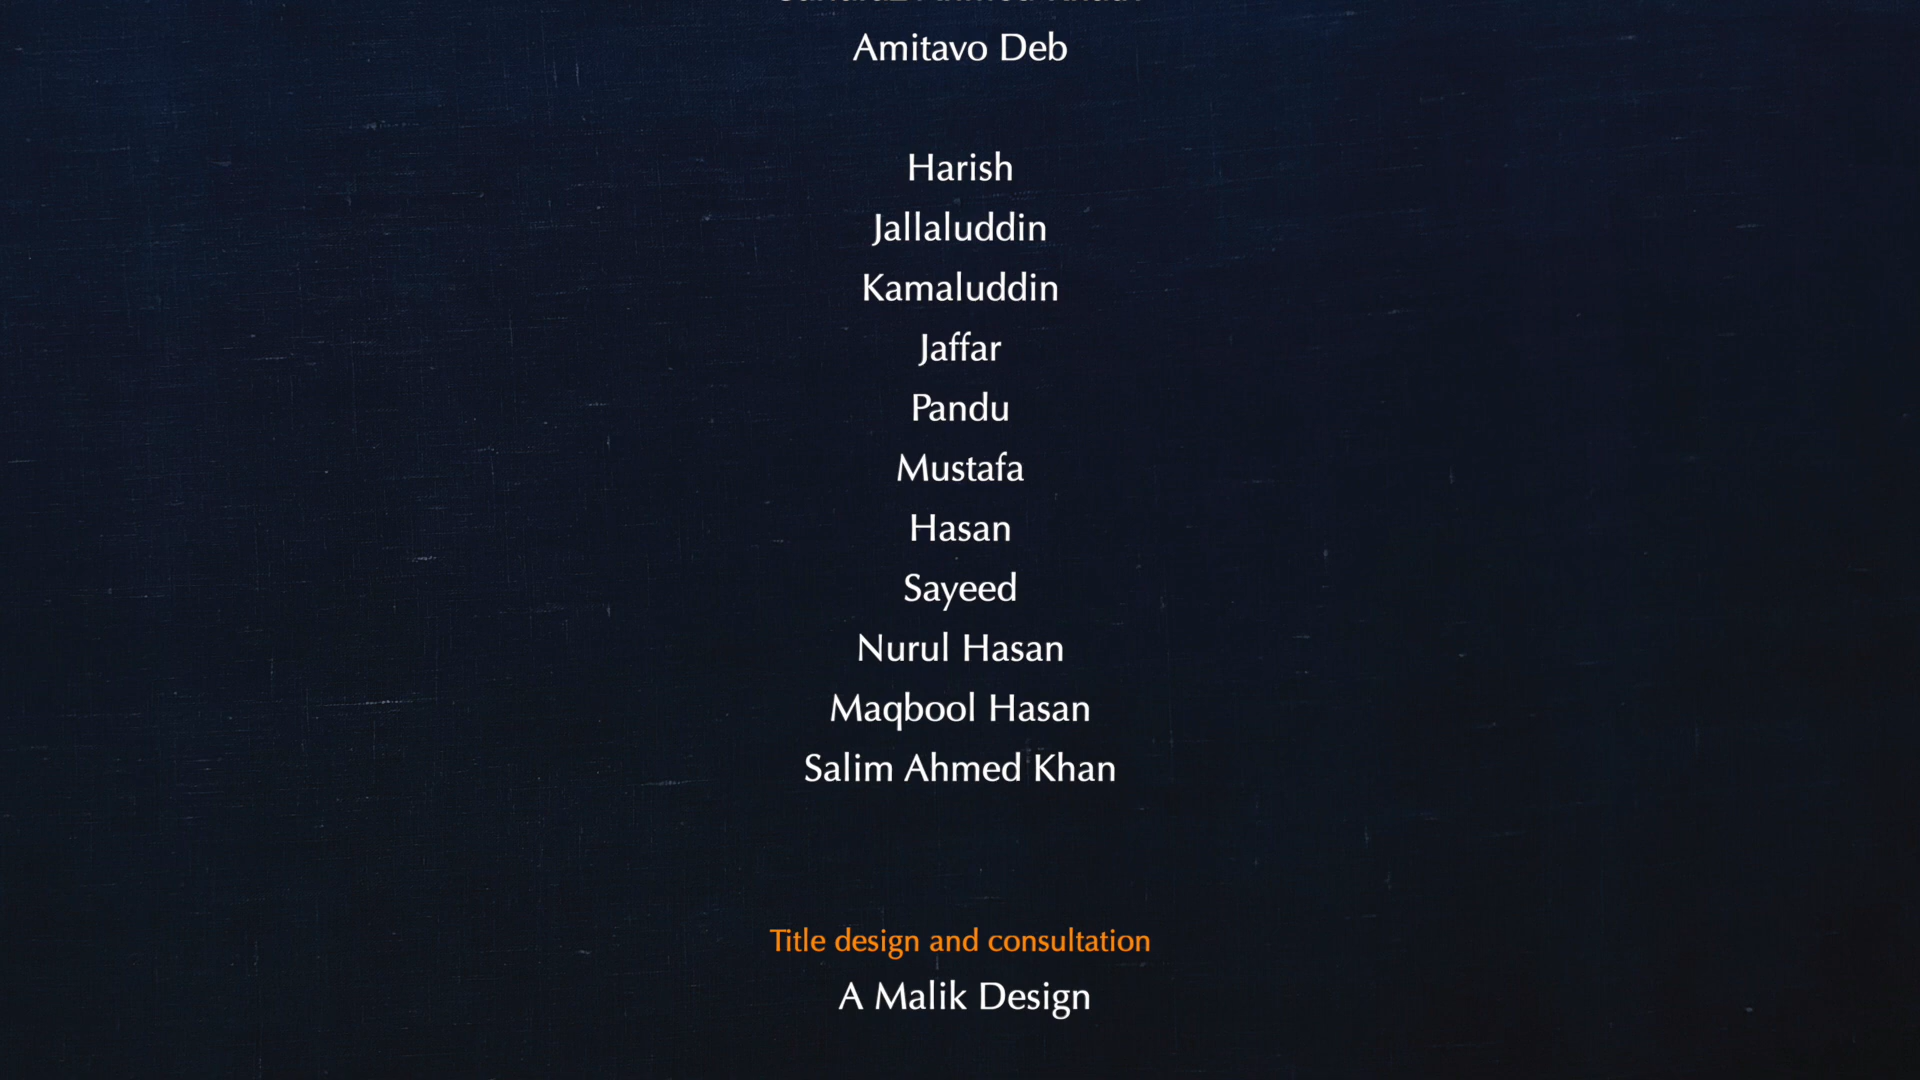 Amitavo Deb
Harish
Jallaluddin
Kamaluddin
Jaffar
Pandu
Mustafa
Hasan
Sayeed
Nurul Hasan
Maqbool Hasan
Salim Ahmed Khan
Title design and consultation
A Malik Design